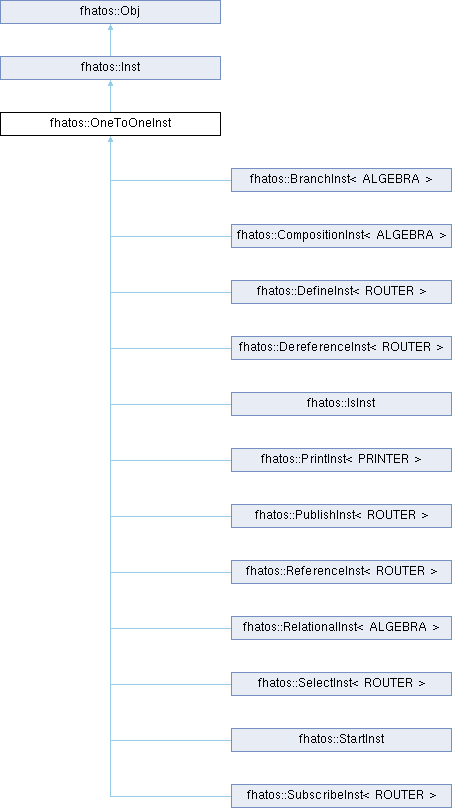 fhatos::Obj
fhatos::Inst
fhatos::OneToOneInst
fhatos::BranchInst< ALGEBRA >
fhatos::CompositionInst< ALGEBRA >
fhatos::DefineInst< ROUTER >
fhatos::DereferenceInst< ROUTER >
fhatos::IsInst
fhatos::PrintInst< PRINTER >
fhatos::PublishInst< ROUTER >
fhatos::ReferenceInst< ROUTER >
fhatos::RelationalInst< ALGEBRA >
fhatos::SelectInst< ROUTER >
fhatos::StartInst
fhatos::SubscribeInst< ROUTER >